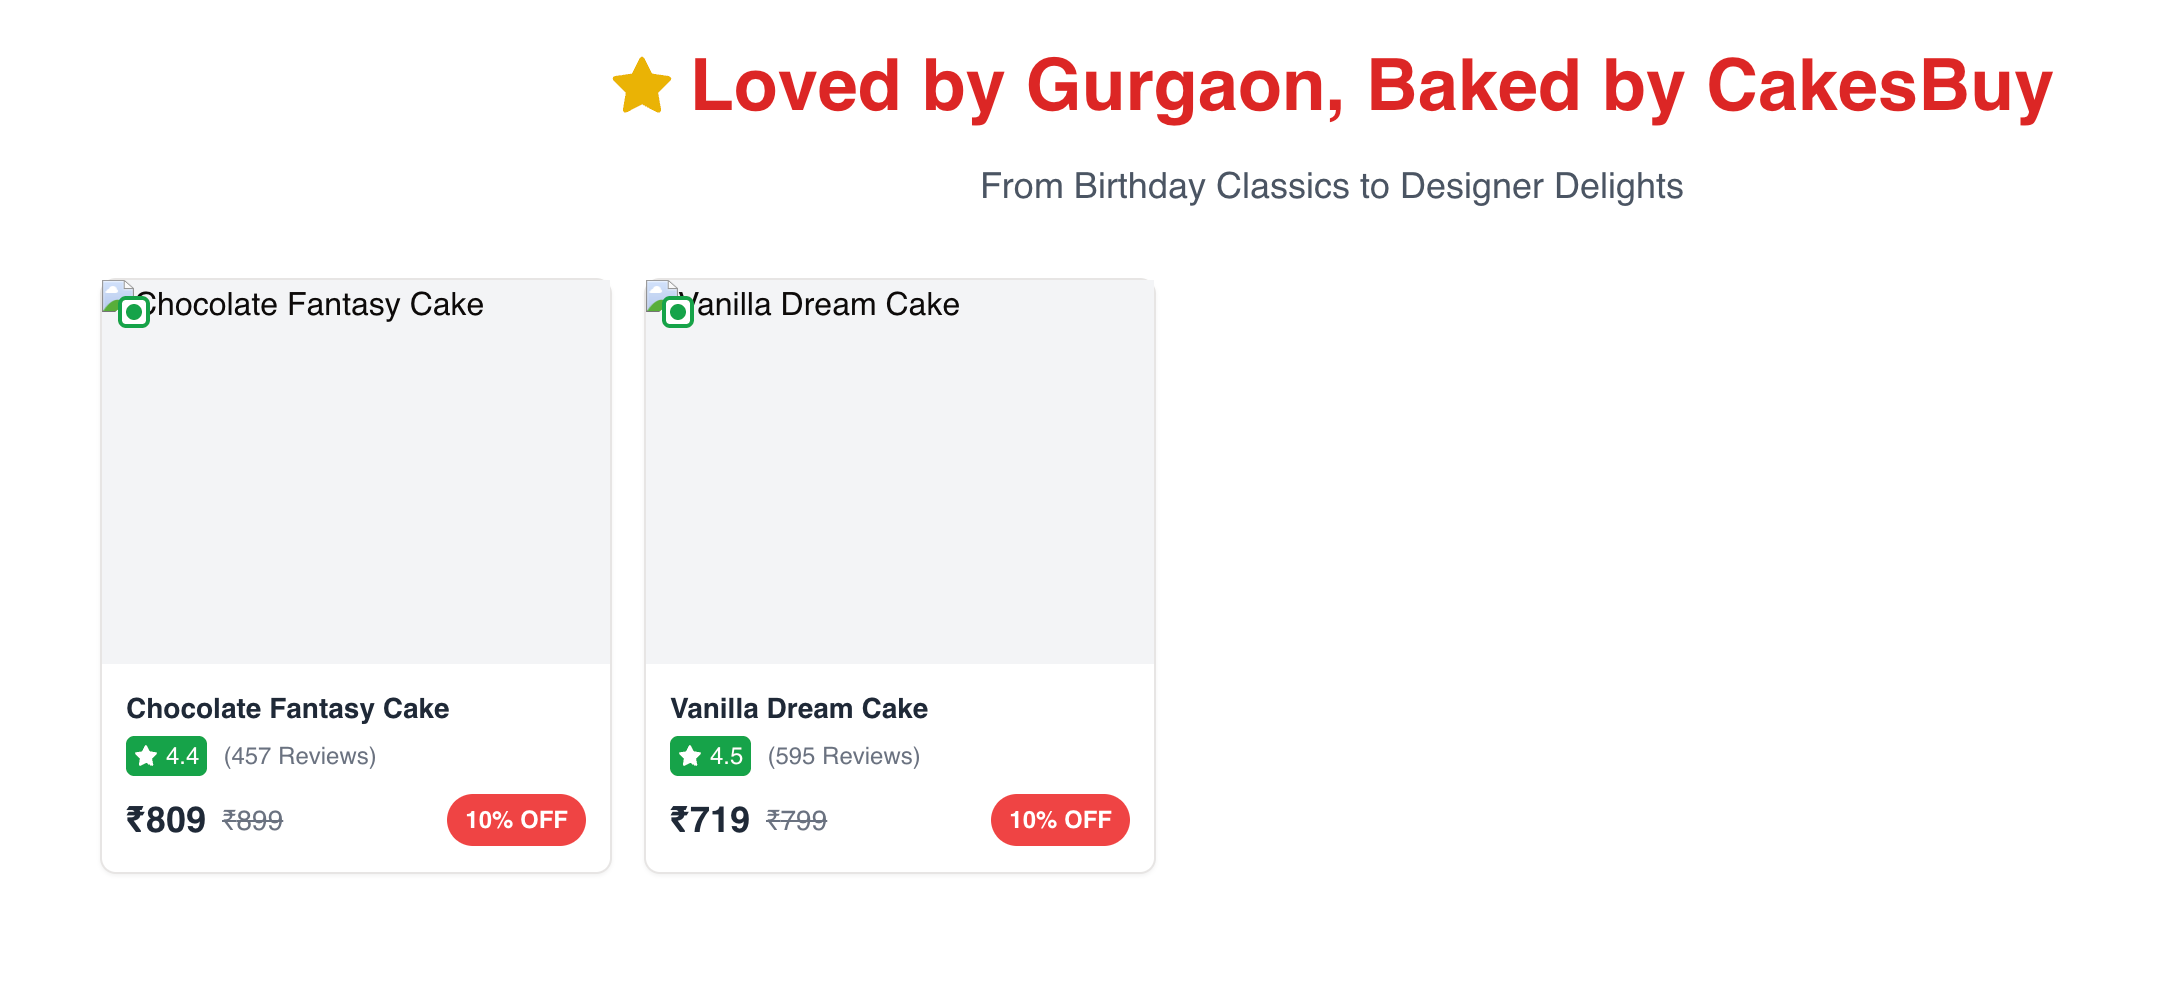 Loved by Gurgaon, Baked by CakesBuy
From Birthday Classics to Designer Delights
Chocolate Fantasy Cake
Vanilla Dream Cake
Chocolate Fantasy Cake
4.4 (457 Reviews)
₹809 ₹899 10% OFF
Vanilla Dream Cake
4.5 (595 Reviews)
₹719 ₹799 10% OFF